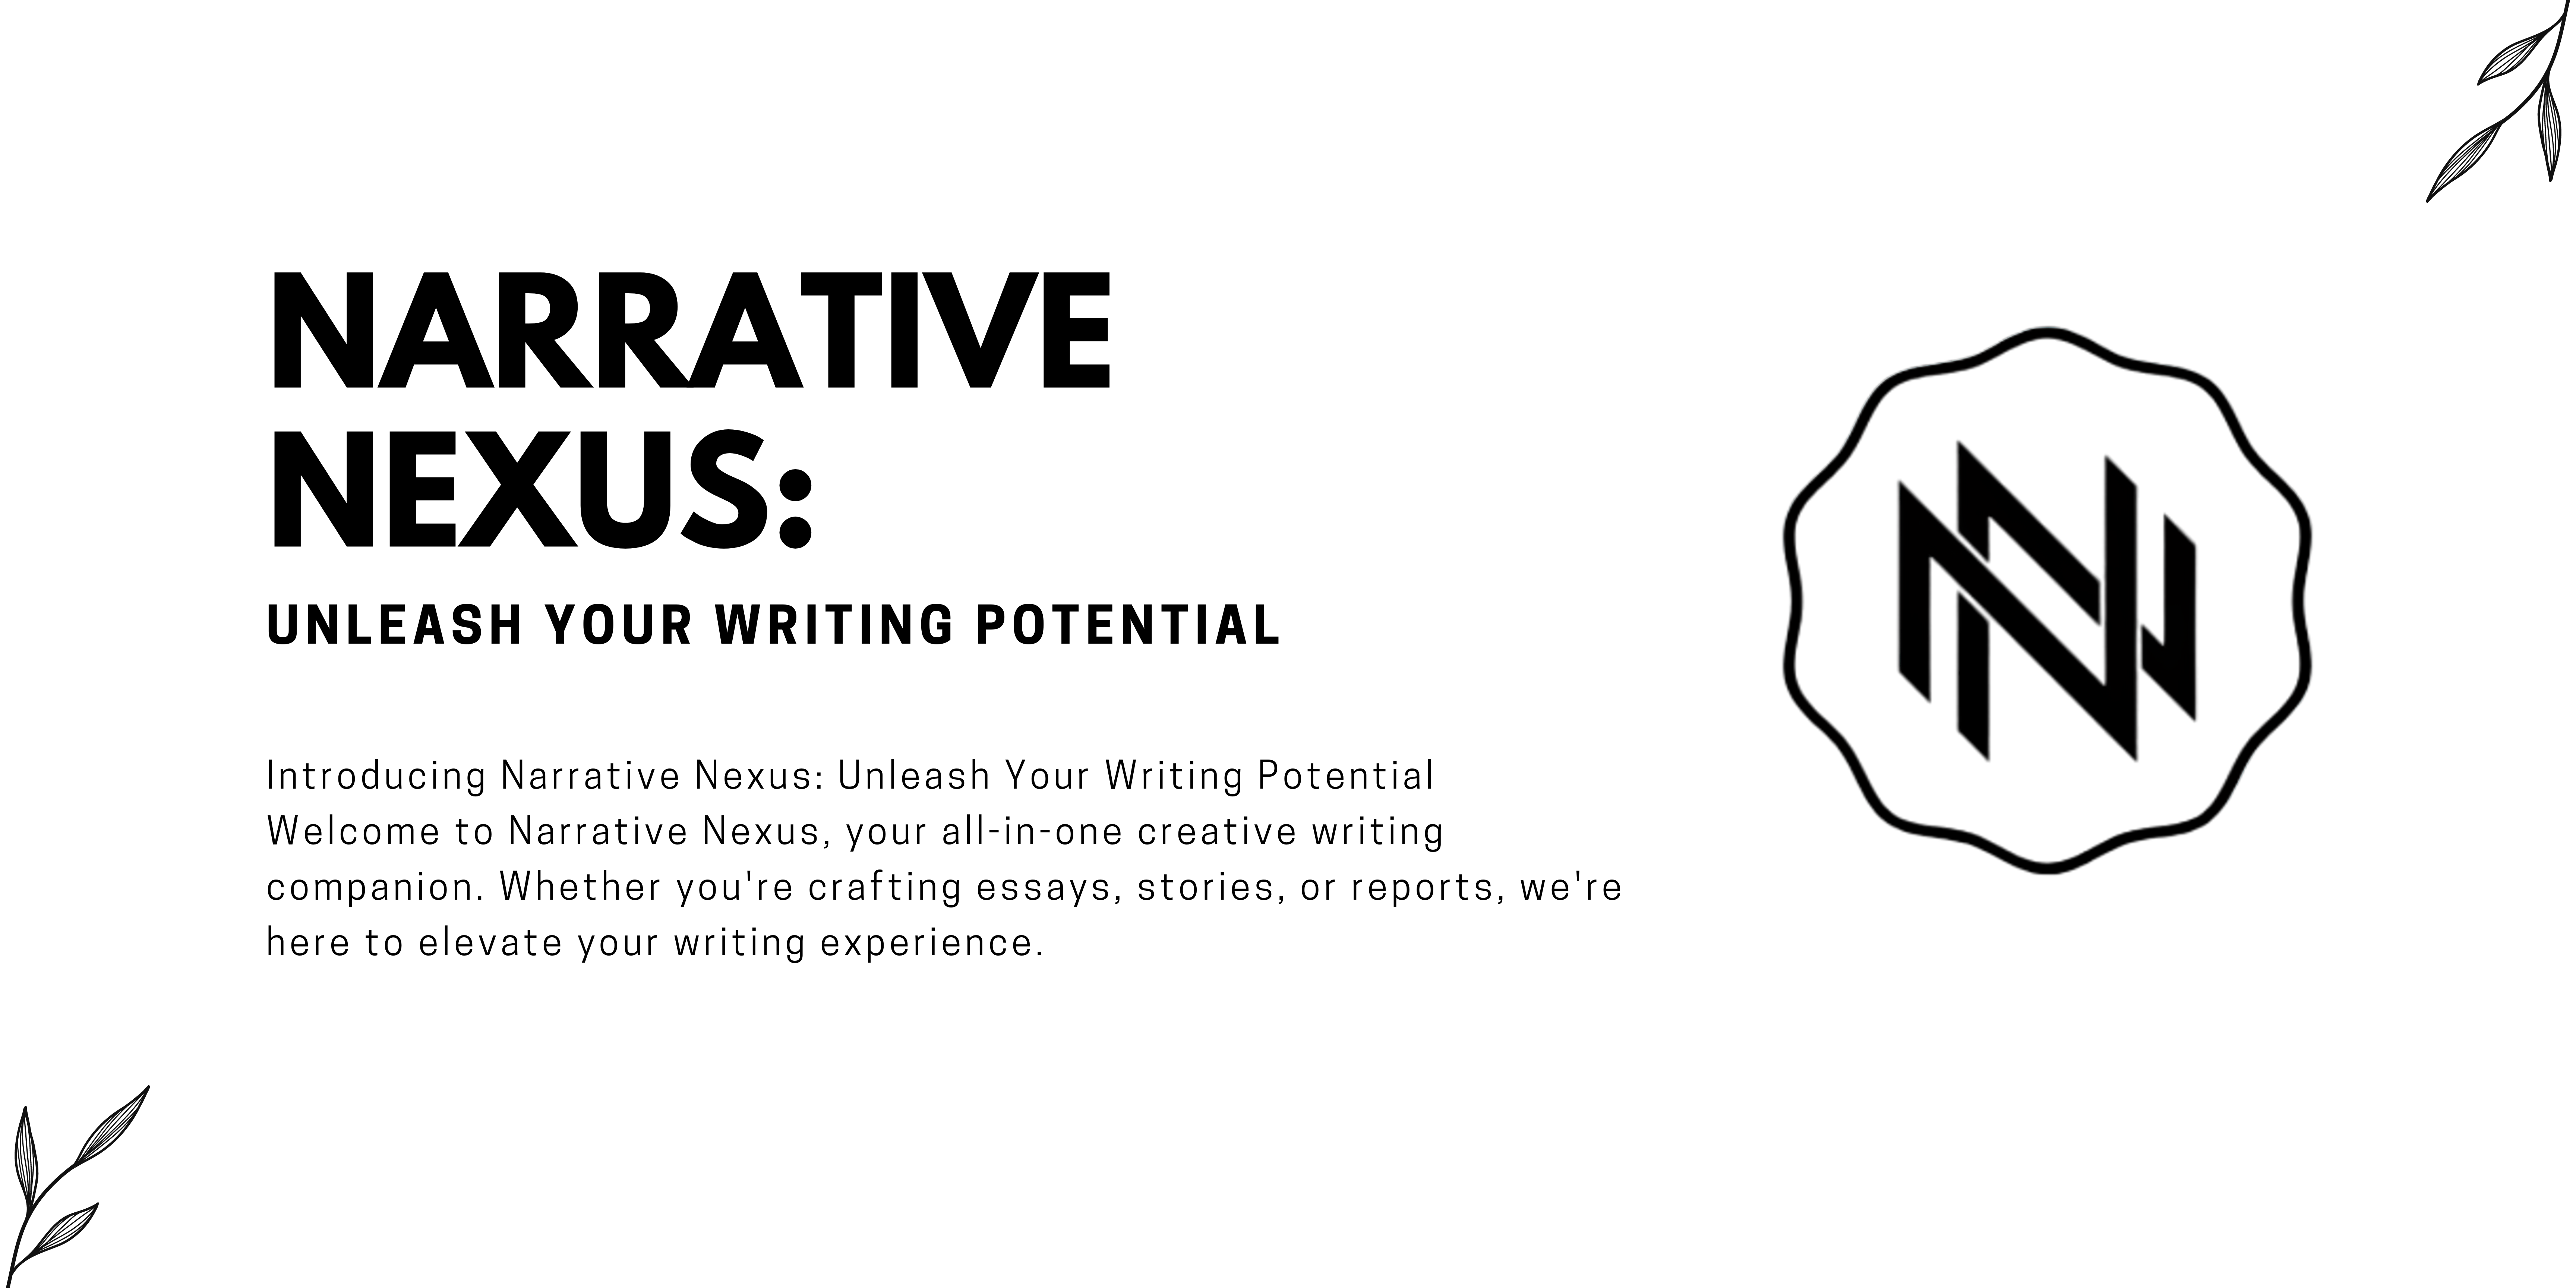 NARRATIVE
NEXUS:
UNLEASH YOUR WRITING POTENTIAL
Introducing Narrative Nexus: Unleash Your Writing Potential
Welcome to Narrative Nexus, your all-in-one creative writing
companion. Whether you're crafting essays, stories, or reports, we're
here to elevate your writing experience.
NN